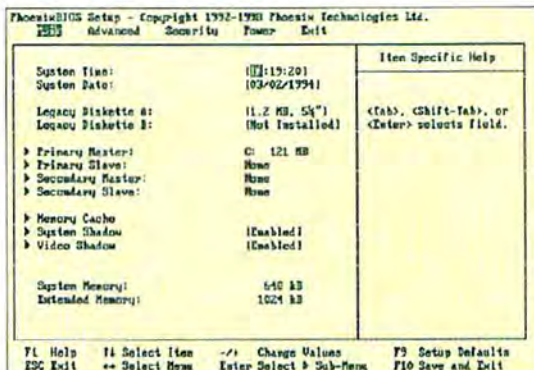 PhoenixBIOS Setup - Copyright 1992-1998 Phoenix Technologies Ltd.
Main Advanced Security Power Exit
Item Specific Help
System Time: [17:19:20]
System Date: [03/02/1994]
Legacy Diskette A: [1.2 MB, 5¼"]
Legacy Diskette B: [Not Installed]
<Tab>, <Shift-Tab>, or
<Enter> selects field.
Primary Master: C: 121 MB
Primary Slave: None
Secondary Master: None
Secondary Slave: None
Memory Cache
System Shadow [Enabled]
Video Shadow [Enabled]
System Memory: 640 kB
Extended Memory: 1024 kB
F1 Help ↑↓ Select Item -/+ Change Values F9 Setup Defaults
ESC Exit ↔ Select Menu Enter Select ▶ Sub-Menu F10 Save and Exit